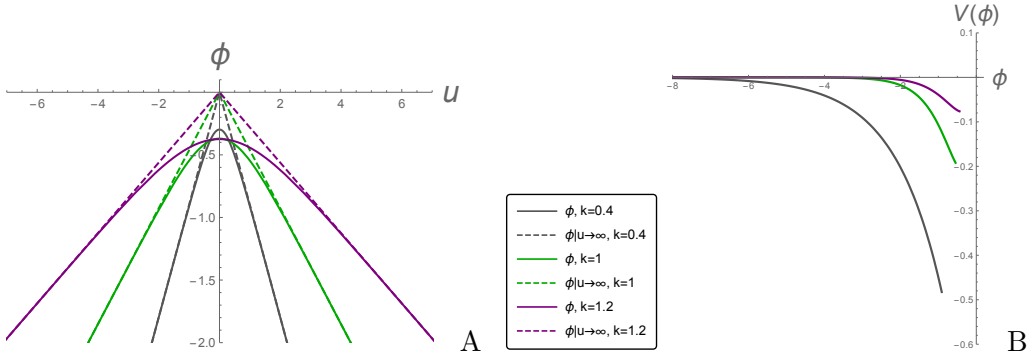 ϕ
u
−6 −4 −2 2 4 6
−0.5
−1.0
−1.5
−2.0
A
ϕ, k=0.4
ϕ|u→∞, k=0.4
ϕ, k=1
ϕ|u→∞, k=1
ϕ, k=1.2
ϕ|u→∞, k=1.2
V(ϕ)
ϕ
0.1
−8 −6 −4 −2
−0.1
−0.2
−0.3
−0.4
−0.5
−0.6
B